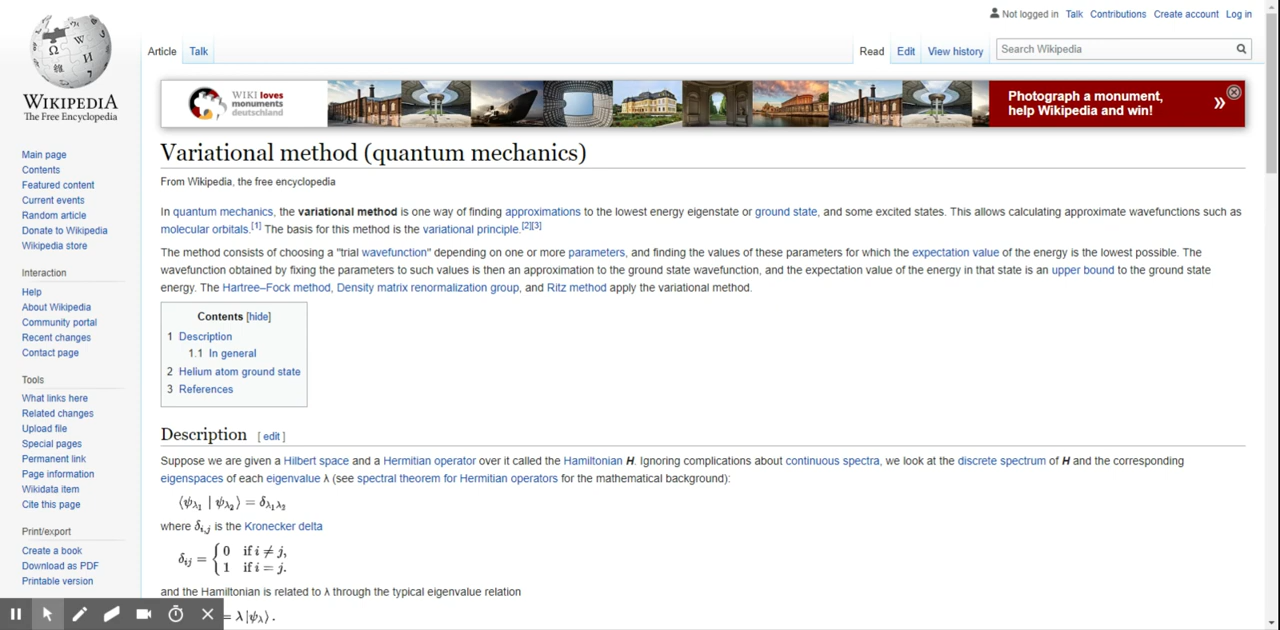 Not logged in Talk Contributions Create account Log in
Article Talk Read Edit View history Search Wikipedia
WIKIPEDIA
The Free Encyclopedia
WIKI loves
monuments
deutschland
Photograph a monument,
help Wikipedia and win!
»
Main page
Contents
Featured content
Current events
Random article
Donate to Wikipedia
Wikipedia store
Interaction
Help
About Wikipedia
Community portal
Recent changes
Contact page
Tools
What links here
Related changes
Upload file
Special pages
Permanent link
Page information
Wikidata item
Cite this page
Print/export
Create a book
Download as PDF
Printable version
Variational method (quantum mechanics)
From Wikipedia, the free encyclopedia
In quantum mechanics, the variational method is one way of finding approximations to the lowest energy eigenstate or ground state, and some excited states. This allows calculating approximate wavefunctions such as
molecular orbitals.[1] The basis for this method is the variational principle.[2][3]
The method consists of choosing a "trial wavefunction" depending on one or more parameters, and finding the values of these parameters for which the expectation value of the energy is the lowest possible. The
wavefunction obtained by fixing the parameters to such values is then an approximation to the ground state wavefunction, and the expectation value of the energy in that state is an upper bound to the ground state
energy. The Hartree–Fock method, Density matrix renormalization group, and Ritz method apply the variational method.
Contents [hide]
1 Description
1.1 In general
2 Helium atom ground state
3 References
Description [ edit ]
Suppose we are given a Hilbert space and a Hermitian operator over it called the Hamiltonian H. Ignoring complications about continuous spectra, we look at the discrete spectrum of H and the corresponding
eigenspaces of each eigenvalue λ (see spectral theorem for Hermitian operators for the mathematical background):
⟨ψλ₁ | ψλ₂⟩ = δλ₁λ₂
where δi,j is the Kronecker delta
δij = { 0 if i ≠ j,
1 if i = j.
and the Hamiltonian is related to λ through the typical eigenvalue relation
= λ |ψλ⟩ .